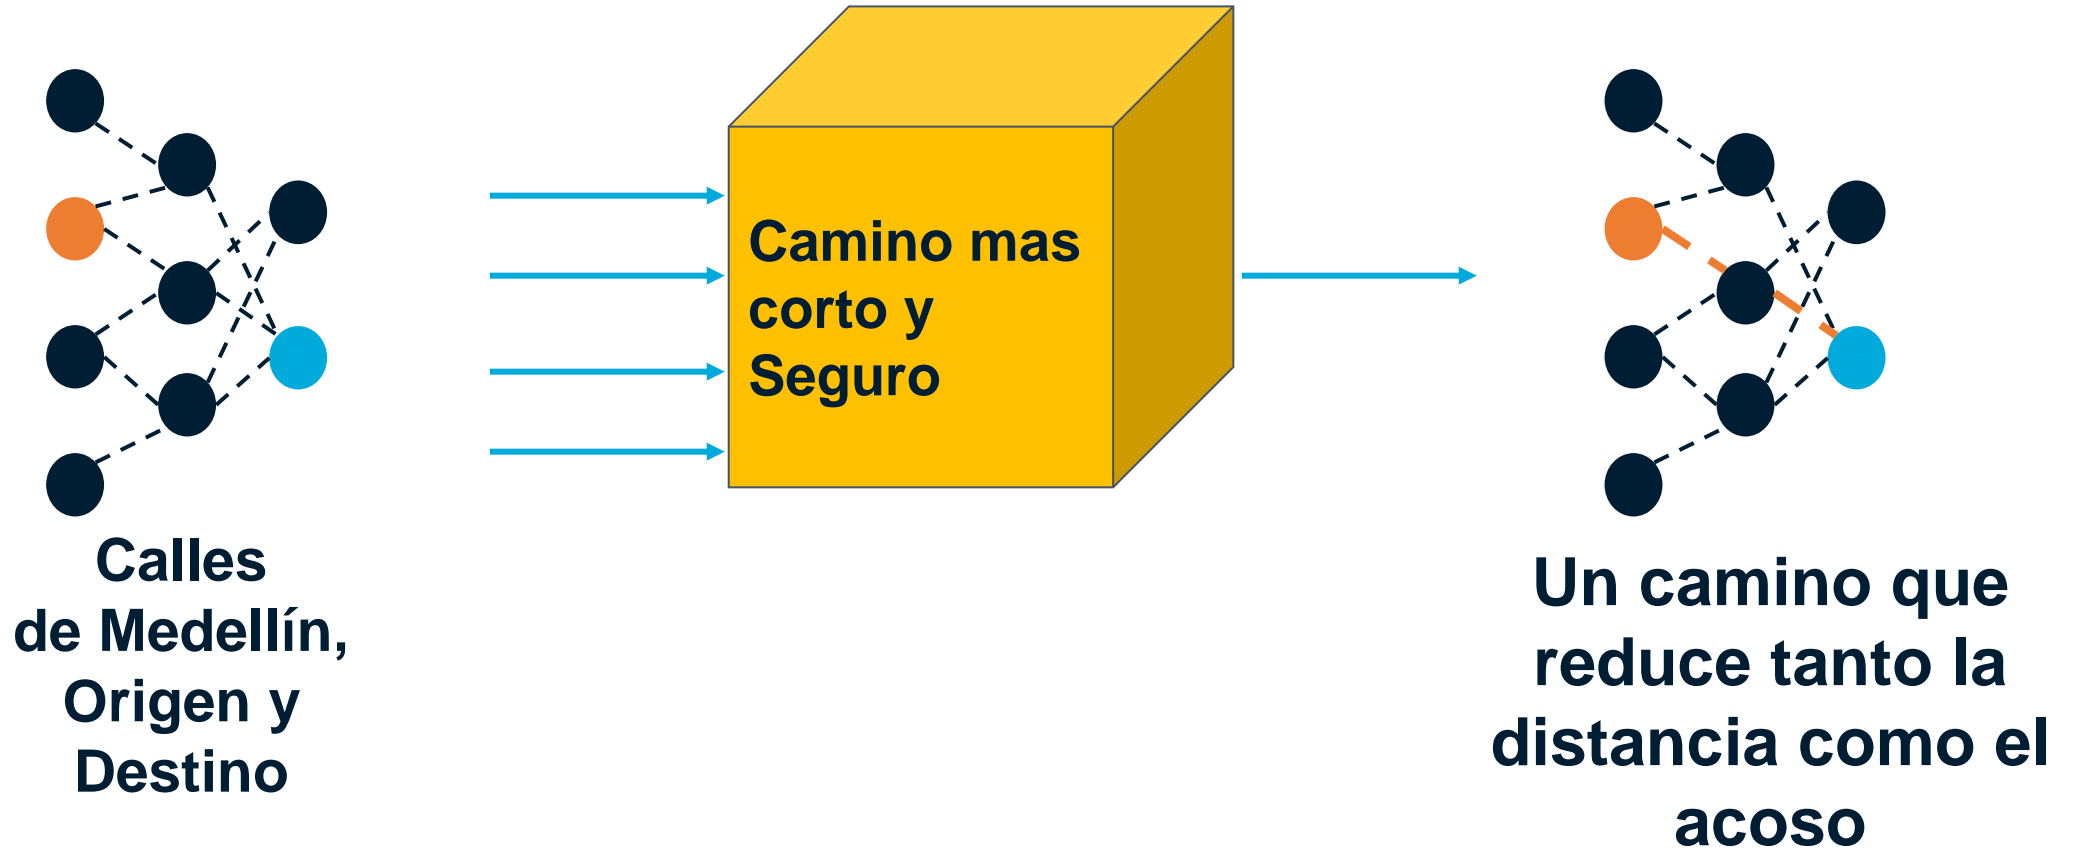 Calles
de Medellín,
Origen y
Destino
Camino mas
corto y
Seguro
Un camino que
reduce tanto la
distancia como el
acoso